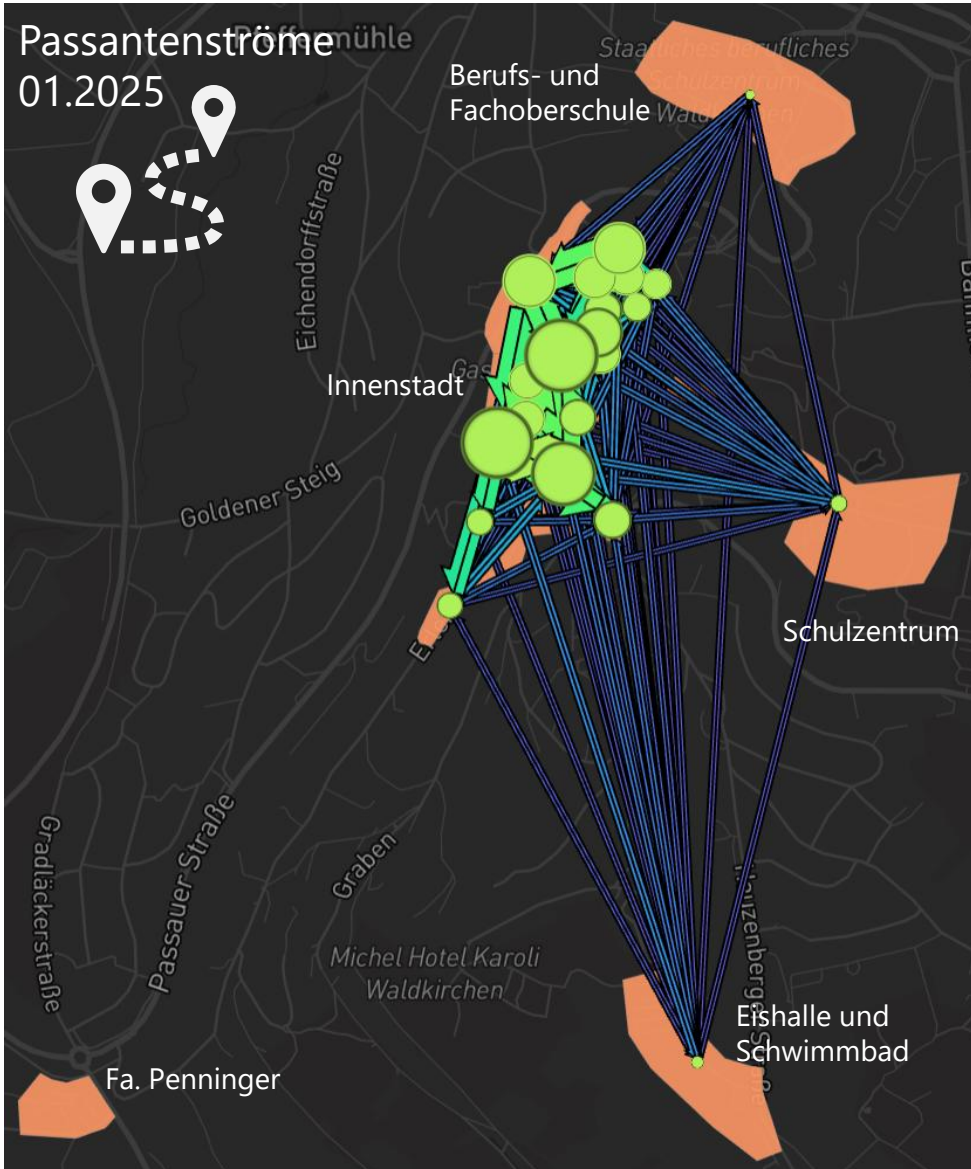 Passantenströme
01.2025
Pfeffermühle
Staatliches berufliches
Schulzentrum
Berufs- und
Fachoberschule
Eichendorffstraße
Innenstadt
Goldener Steig
Schulzentrum
Gradläckerstraße
Passauer Straße
Graben
Michel Hotel Karoli
Waldkirchen
Eishalle und
Schwimmbad
Fa. Penninger